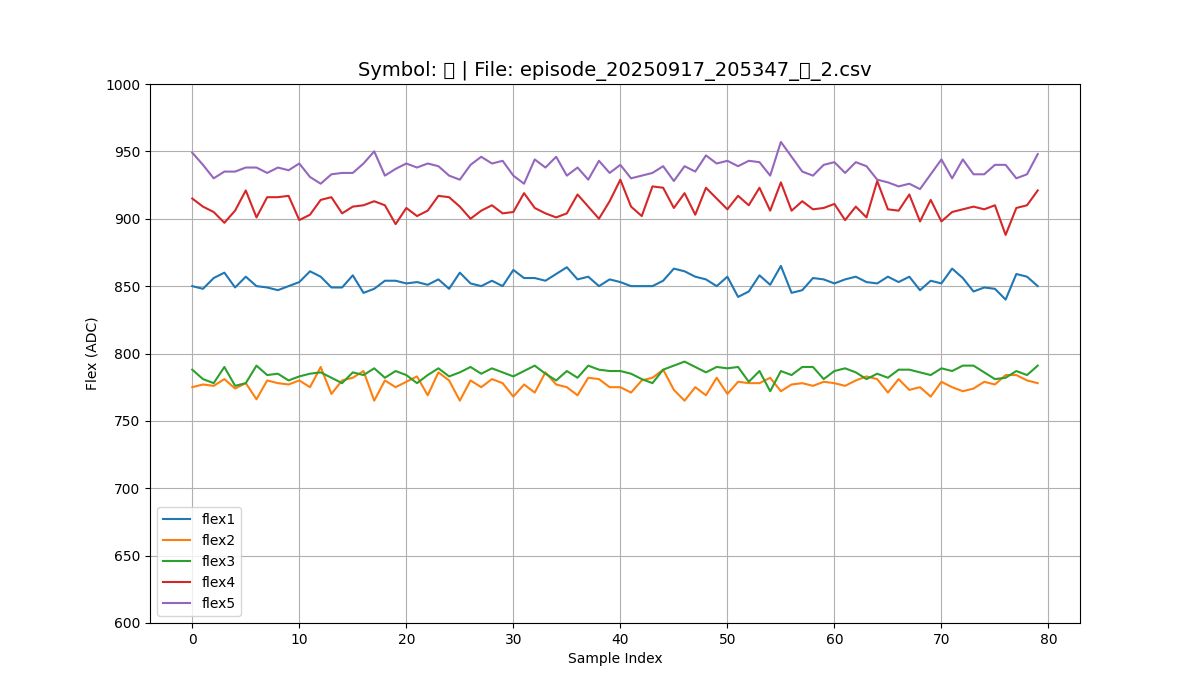 Symbol: ▯ | File: episode_20250917_205347_▯_2.csv
1000
950
900
850
800
750
700
650
600
Flex (ADC)
flex1
flex2
flex3
flex4
flex5
0 10 20 30 40 50 60 70 80
Sample Index